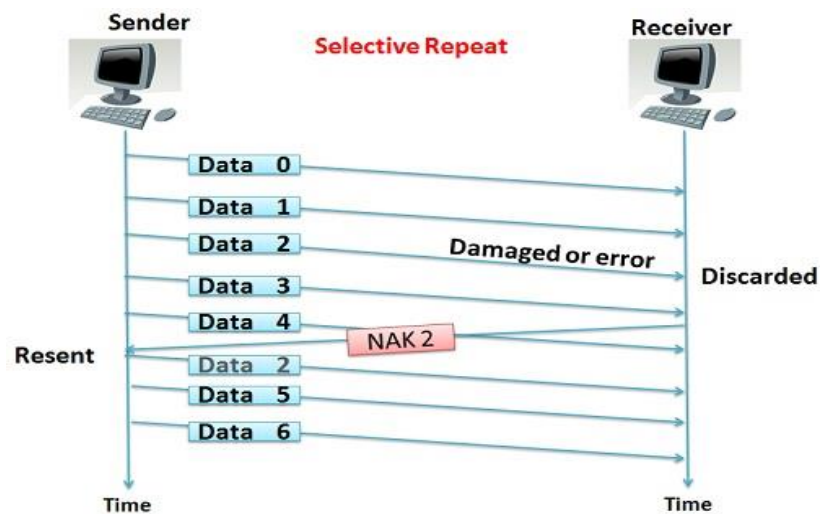 Sender
Receiver
Selective Repeat
Data 0
Data 1
Data 2
Damaged or error
Discarded
Data 3
Data 4
NAK 2
Resent
Data 2
Data 5
Data 6
Time
Time